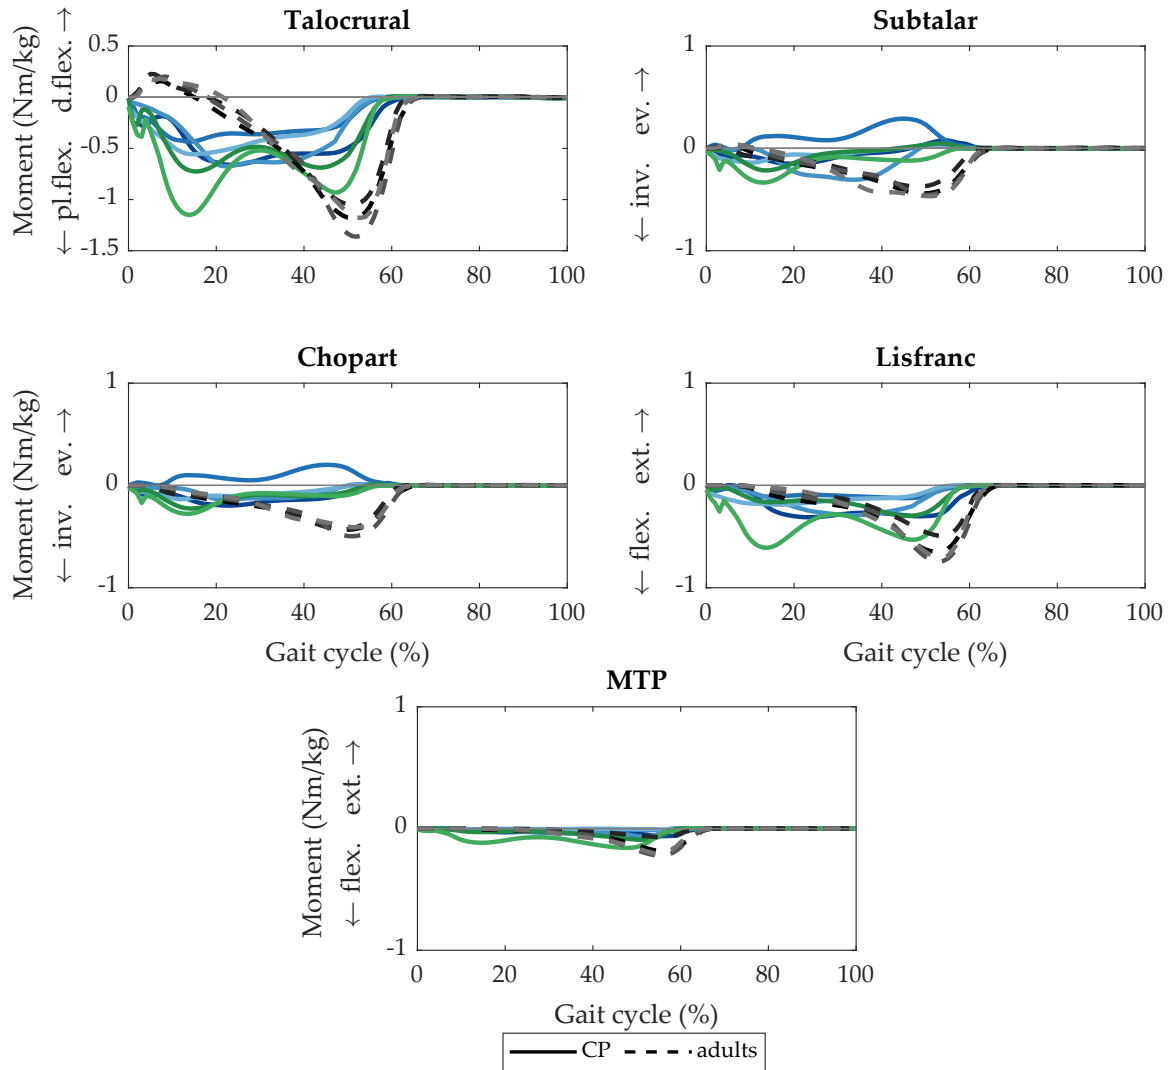 Talocrural
Moment (Nm/kg)
← pl.flex. d.flex. →
0.5
0
-0.5
-1
-1.5
0 20 40 60 80 100
Subtalar
← inv. ev. →
1
0
-1
0 20 40 60 80 100
Chopart
Moment (Nm/kg)
← inv. ev. →
1
0
-1
0 20 40 60 80 100
Gait cycle (%)
Lisfranc
← flex. ext. →
1
0
-1
0 20 40 60 80 100
Gait cycle (%)
MTP
Moment (Nm/kg)
← flex. ext. →
1
0
-1
0 20 40 60 80 100
Gait cycle (%)
CP adults